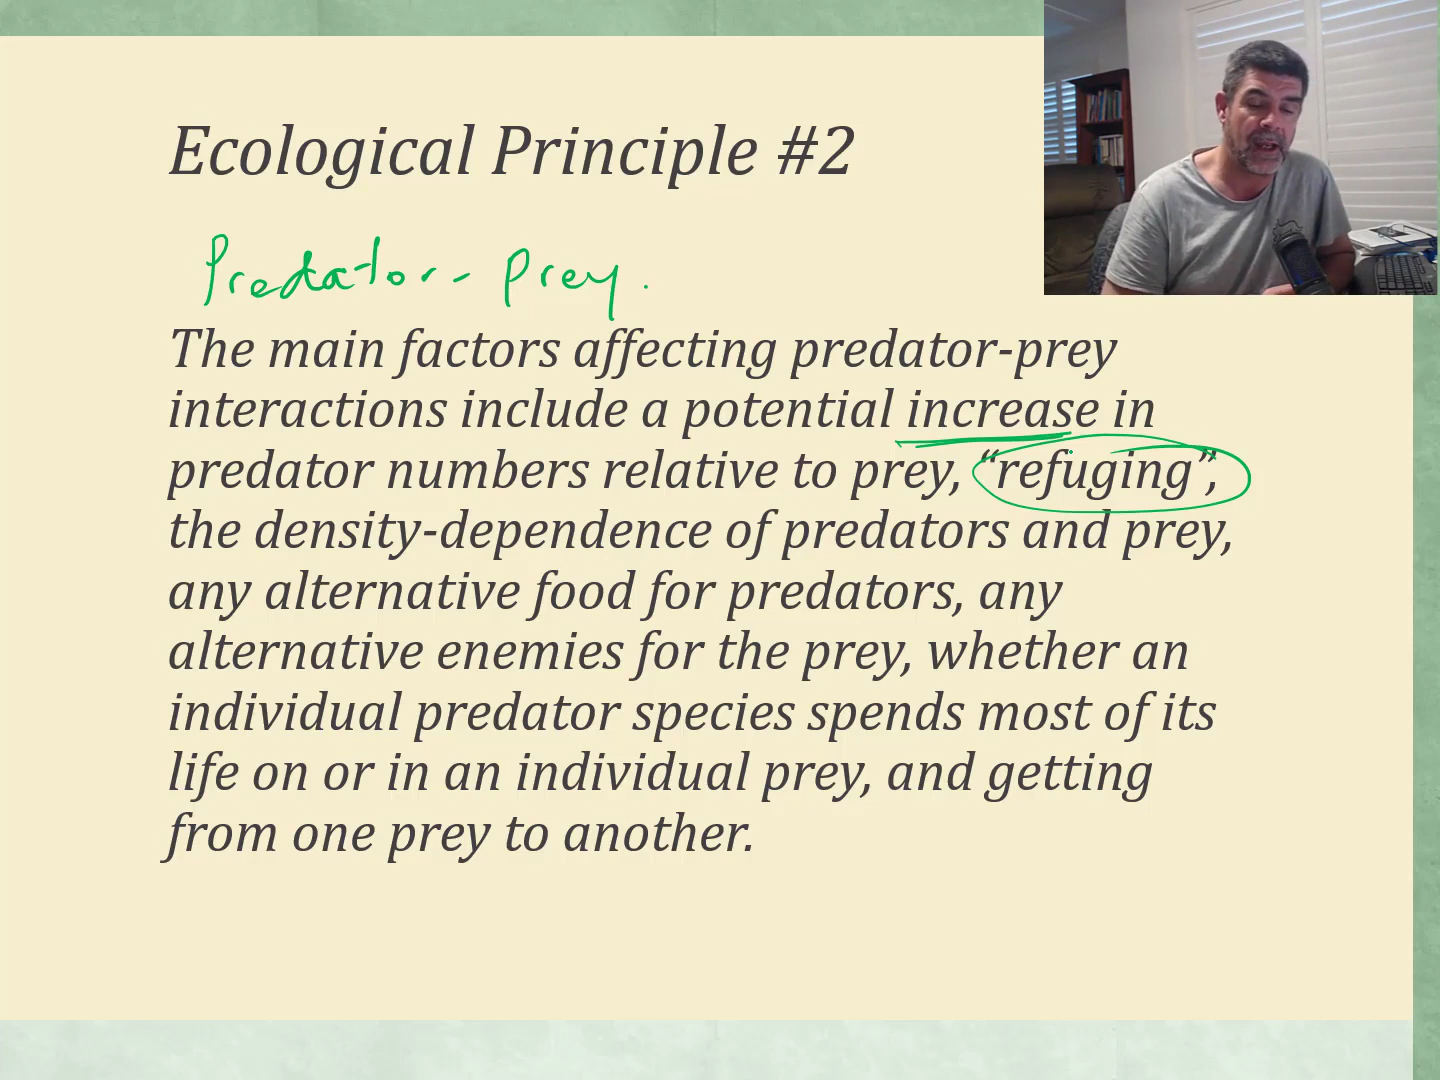 Ecological Principle #2
Predator - Prey.
The main factors affecting predator-prey
interactions include a potential increase in
predator numbers relative to prey, “refuging”,
the density-dependence of predators and prey,
any alternative food for predators, any
alternative enemies for the prey, whether an
individual predator species spends most of its
life on or in an individual prey, and getting
from one prey to another.